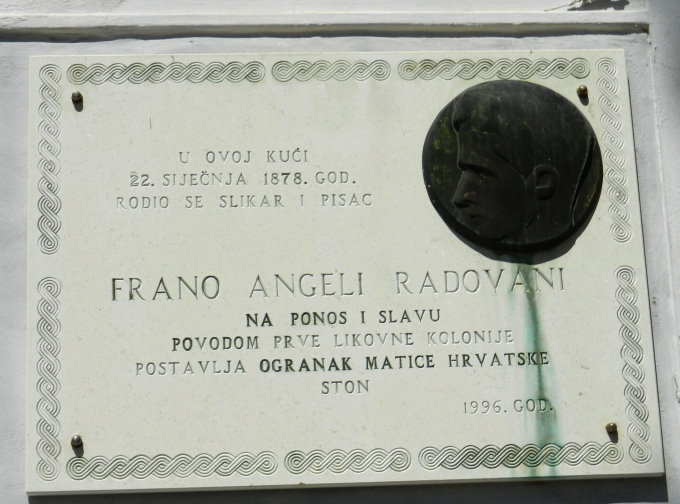 U OVOJ KUĆI
22. SIJEČNJA 1878. GOD.
RODIO SE SLIKAR I PISAC
FRANO ANGELI RADOVANI
NA PONOS I SLAVU
POVODOM PRVE LIKOVNE KOLONIJE
POSTAVLJA OGRANAK MATICE HRVATSKE
STON
1996. GOD.